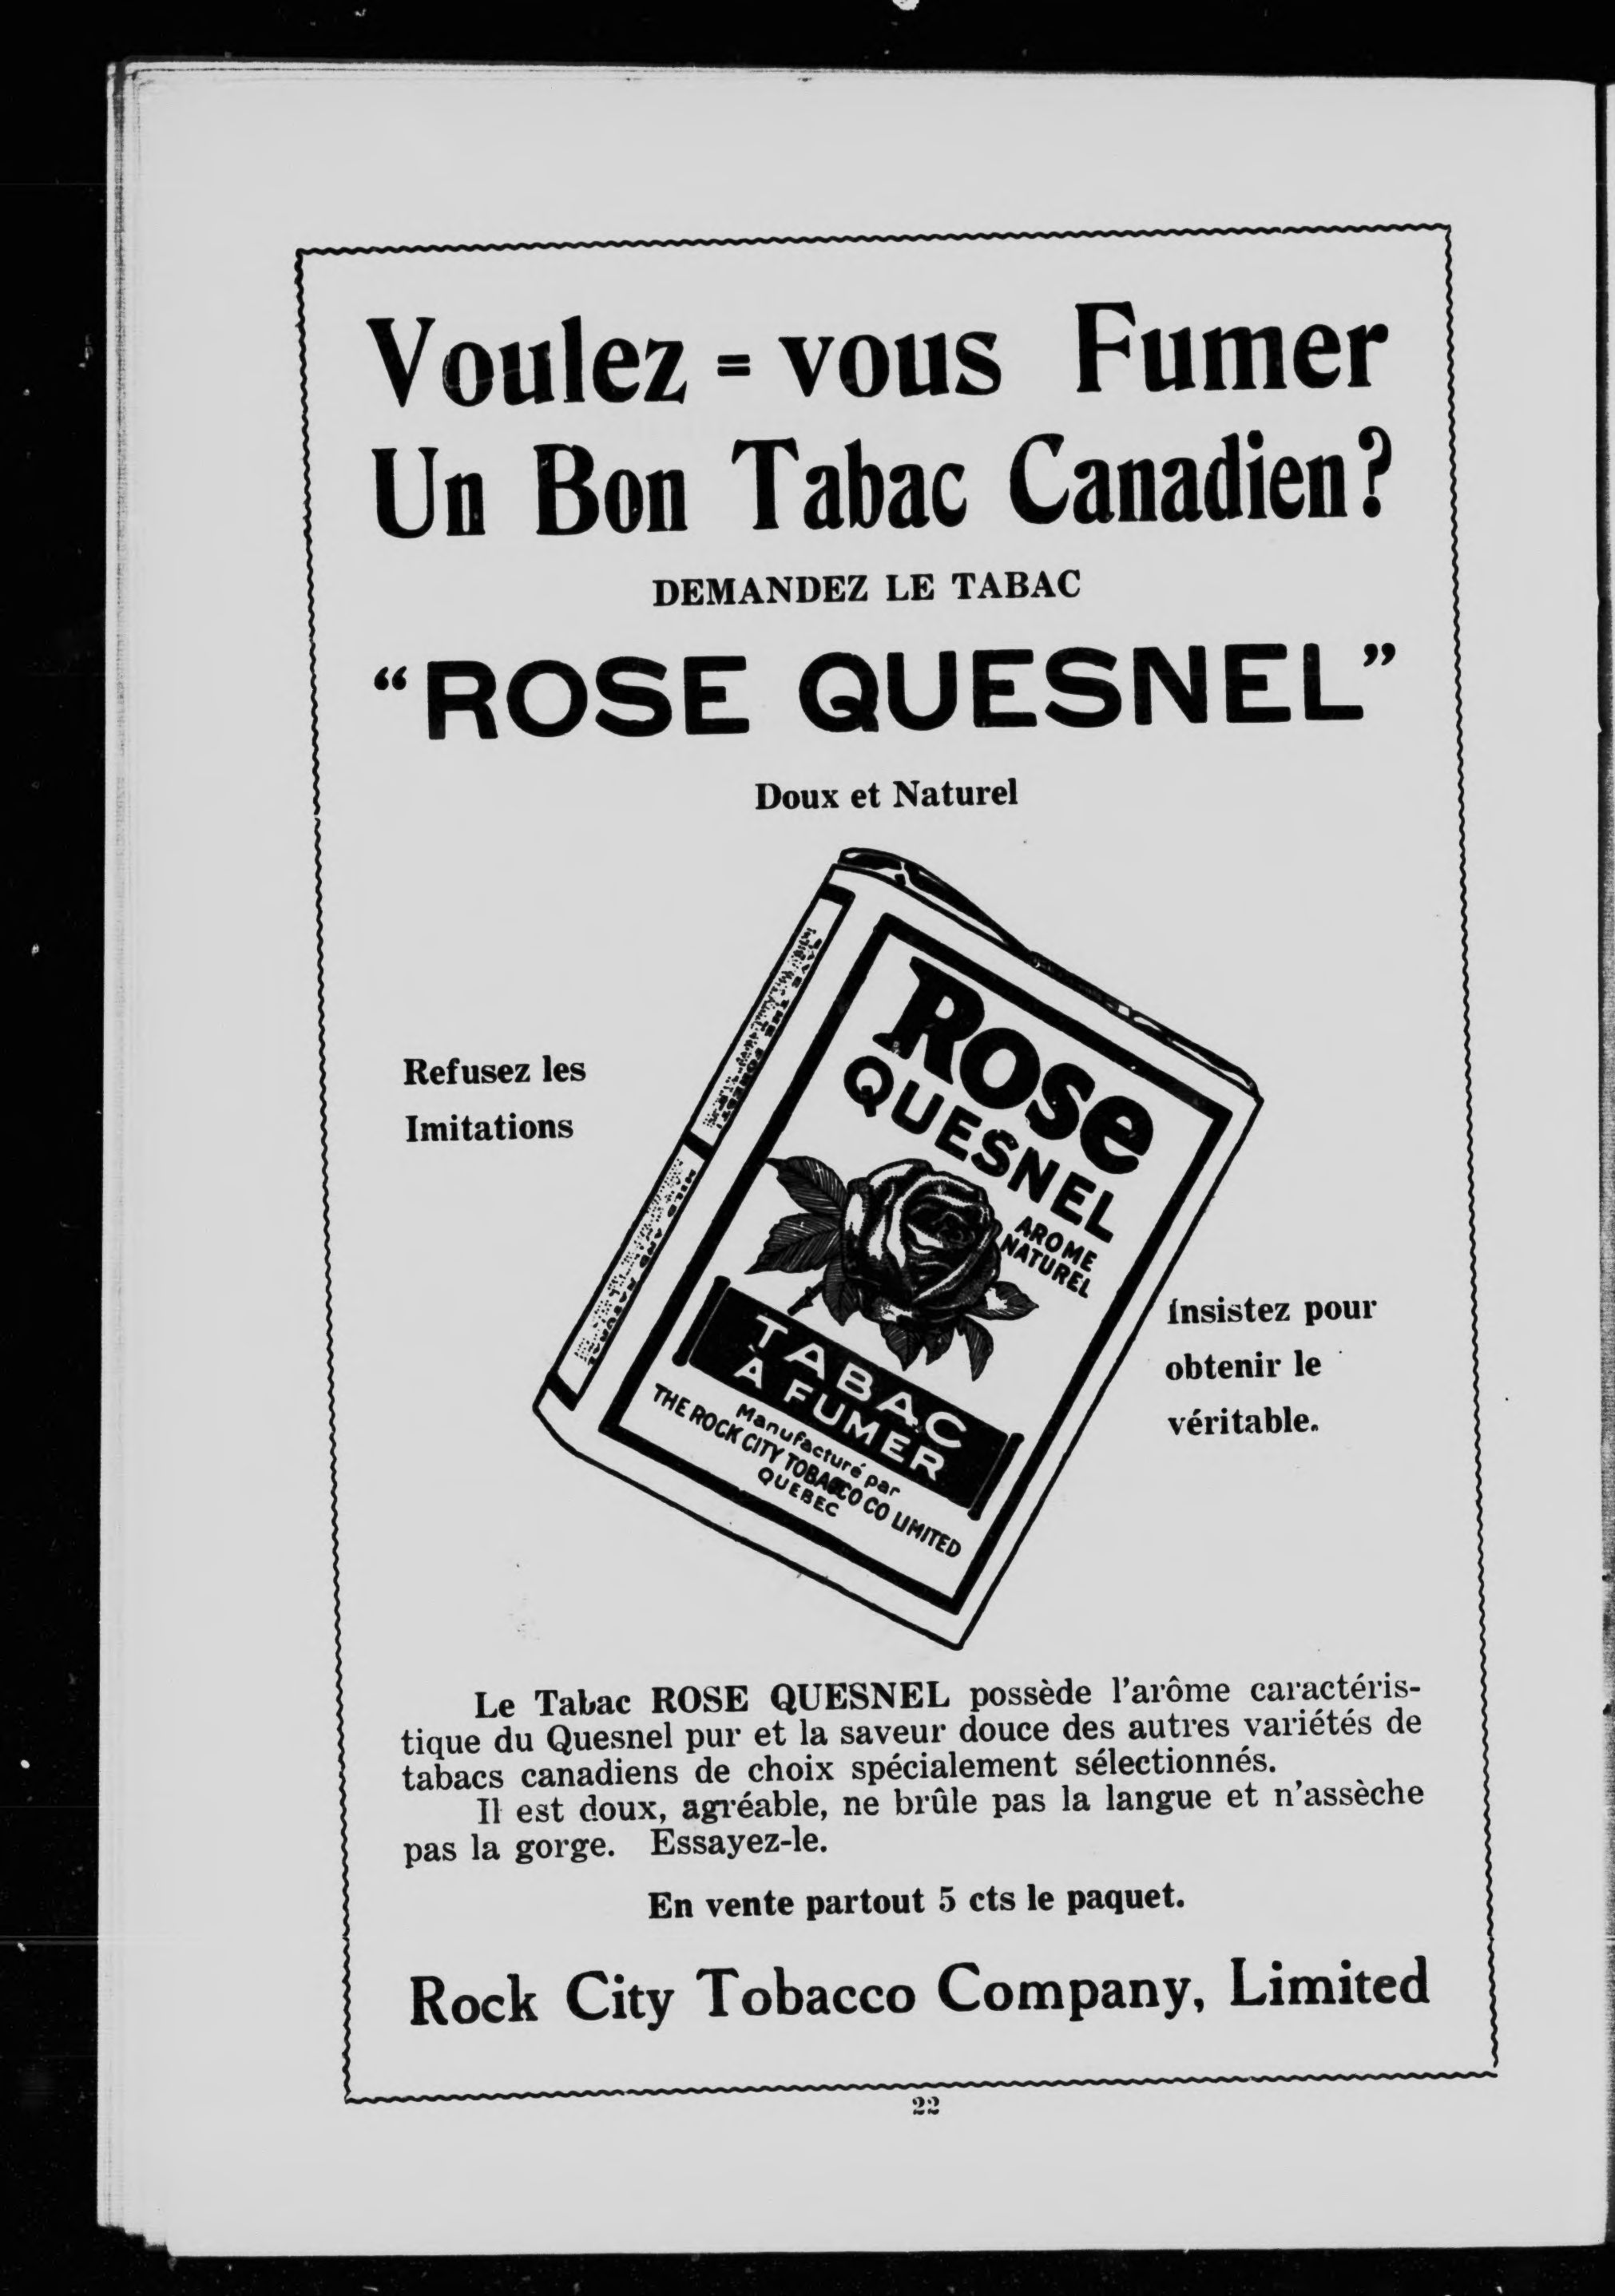 Voulez=vous Fumer
Un Bon Tabac Canadien?
DEMANDEZ LE TABAC
“ROSE QUESNEL”
Doux et Naturel
Refusez les
Imitations
ROSe
QUESNEL
AROME
NATUREL
TABAC
À FUMER
Manufacturé par
THE ROCK CITY TOBACCO CO LIMITED
QUEBEC
Insistez pour
obtenir le
véritable.
Le Tabac ROSE QUESNEL possède l’arôme caractéris-
tique du Quesnel pur et la saveur douce des autres variétés de
tabacs canadiens de choix spécialement sélectionnés.
Il est doux, agréable, ne brûle pas la langue et n’assèche
pas la gorge. Essayez-le.
En vente partout 5 cts le paquet.
Rock City Tobacco Company, Limited
22